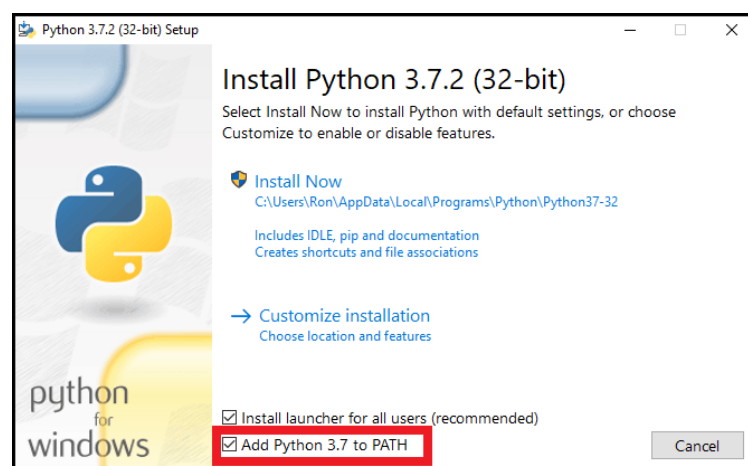 Python 3.7.2 (32-bit) Setup
Install Python 3.7.2 (32-bit)
Select Install Now to install Python with default settings, or choose
Customize to enable or disable features.
Install Now
C:\Users\Ron\AppData\Local\Programs\Python\Python37-32
Includes IDLE, pip and documentation
Creates shortcuts and file associations
Customize installation
Choose location and features
python
for
windows
Install launcher for all users (recommended)
Add Python 3.7 to PATH
Cancel